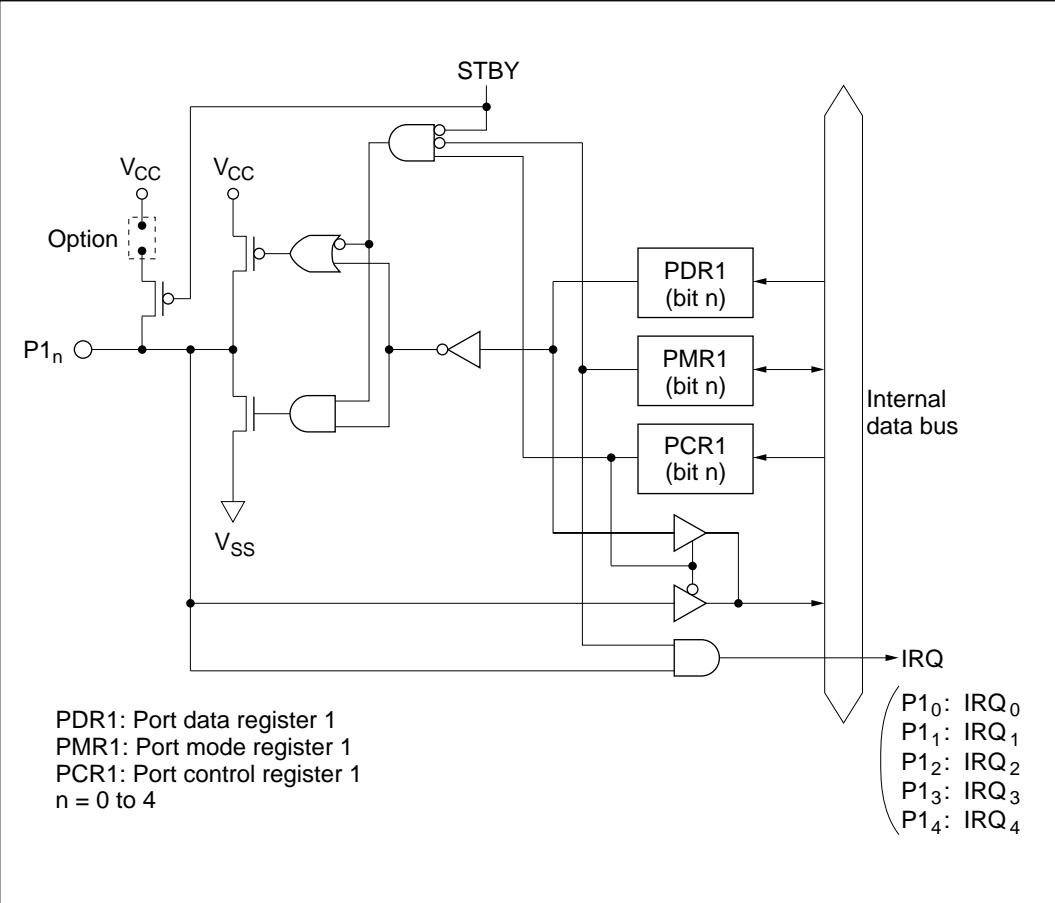 STBY
VCC
VCC
Option
P1n
VSS
PDR1
(bit n)
PMR1
(bit n)
PCR1
(bit n)
Internal
data bus
IRQ
P10: IRQ0
P11: IRQ1
P12: IRQ2
P13: IRQ3
P14: IRQ4
PDR1: Port data register 1
PMR1: Port mode register 1
PCR1: Port control register 1
n = 0 to 4